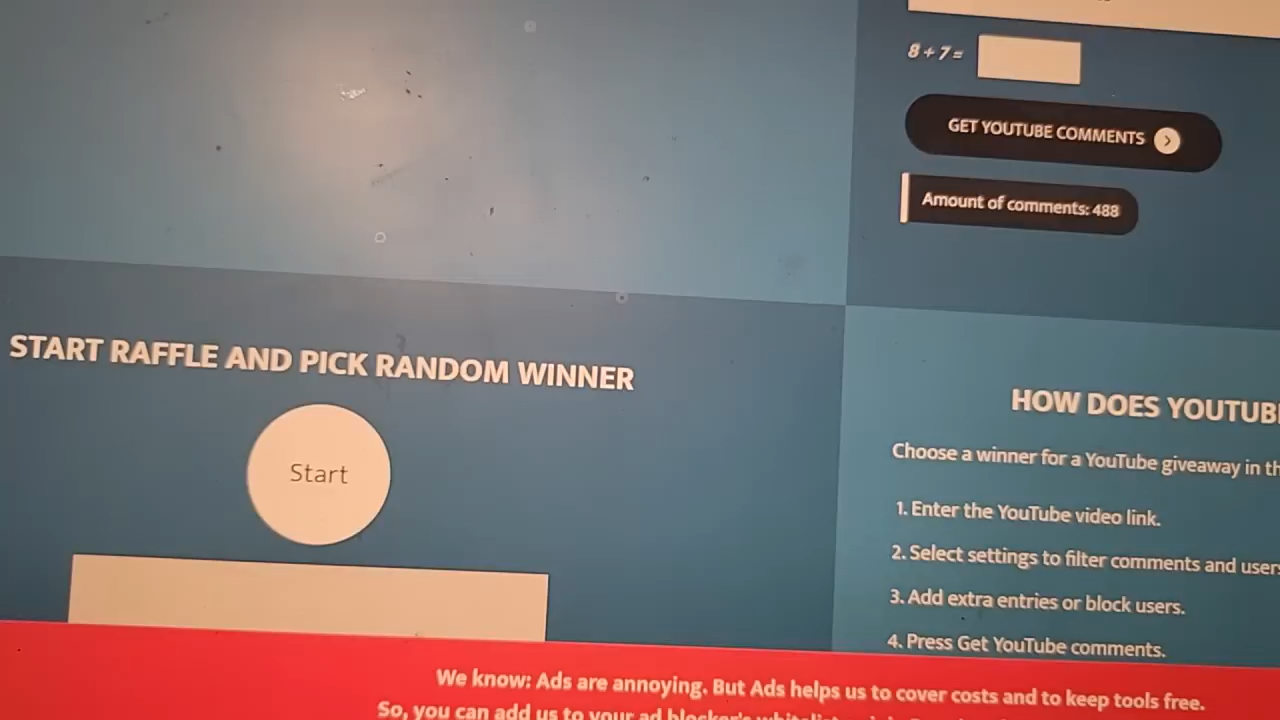 8 + 7 =
GET YOUTUBE COMMENTS
Amount of comments: 488
START RAFFLE AND PICK RANDOM WINNER
Start
HOW DOES
Choose a winner for a YouTube giveaway in
1. Enter the YouTube video link.
2. Select settings to filter comments and
3. Add extra entries or block users.
4. Press Get YouTube comments.
We know: Ads are annoying. But Ads helps us to cover costs and to keep tools free.
So, you can add us to your ad blocker's